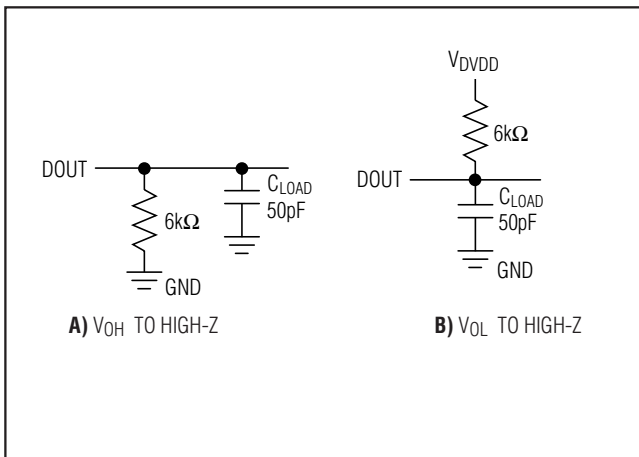 DOUT
6kΩ
GND
CLOAD
50pF
A) VOH TO HIGH-Z
VDVDD
6kΩ
DOUT
CLOAD
50pF
GND
B) VOL TO HIGH-Z